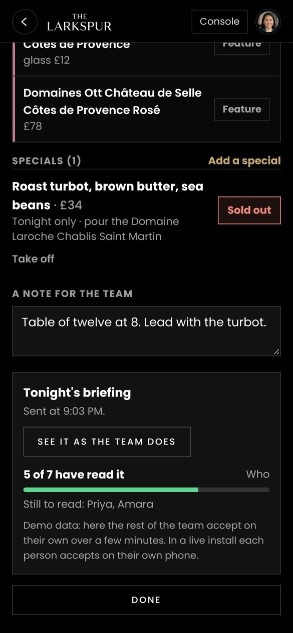 THE
LARKSPUR
Console
Côtes de Provence
Feature
glass £12
Domaines Ott Château de Selle
Côtes de Provence Rosé
Feature
£78
SPECIALS (1)
Add a special
Roast turbot, brown butter, sea
beans · £34
Sold out
Tonight only · pour the Domaine
Laroche Chablis Saint Martin
Take off
A NOTE FOR THE TEAM
Table of twelve at 8. Lead with the turbot.
Tonight's briefing
Sent at 9:03 PM.
SEE IT AS THE TEAM DOES
5 of 7 have read it
Who
Still to read: Priya, Amara
Demo data: here the rest of the team accept on
their own over a few minutes. In a live install each
person accepts on their own phone.
DONE